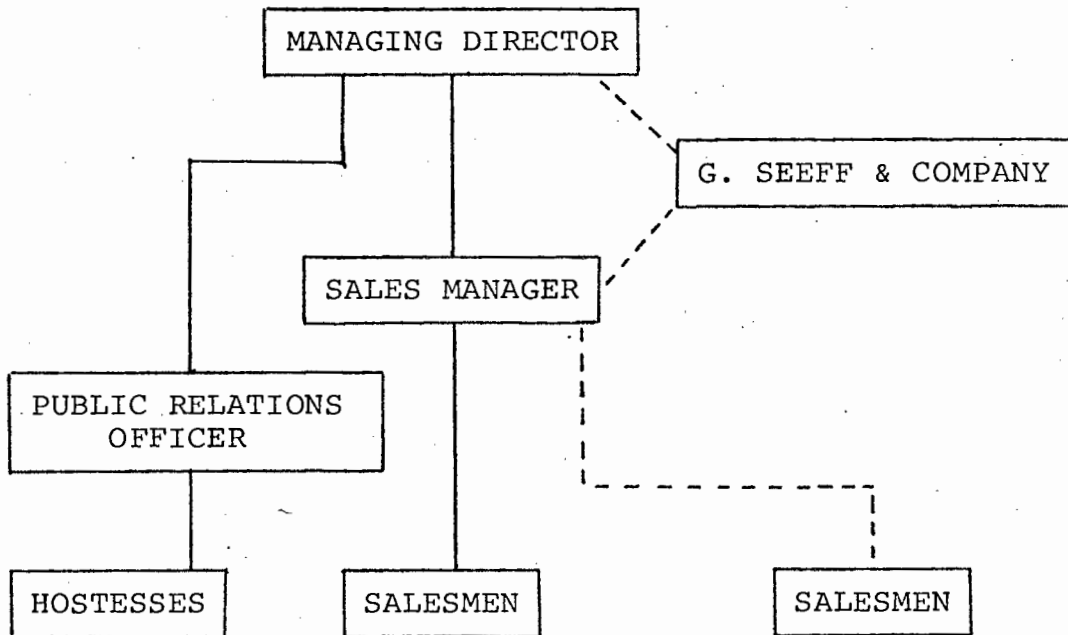 MANAGING DIRECTOR
G. SEEFF & COMPANY
SALES MANAGER
PUBLIC RELATIONS
OFFICER
HOSTESSES
SALESMEN
SALESMEN